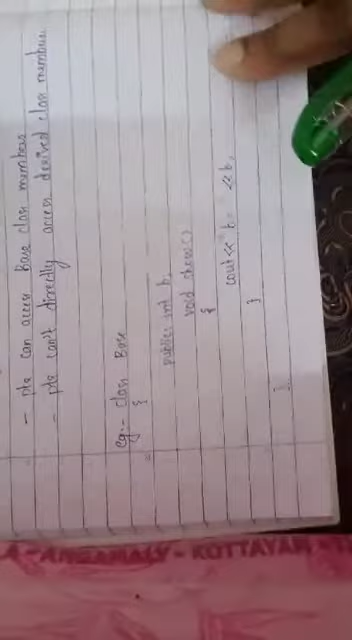 - ptr can access Base class members
- ptr can't directly access derived class members
eg:- class Base
{
public: int b;
void show()
{
cout<<"b=" <<b;
}
}
ANGAMALY - KOTTAYAM